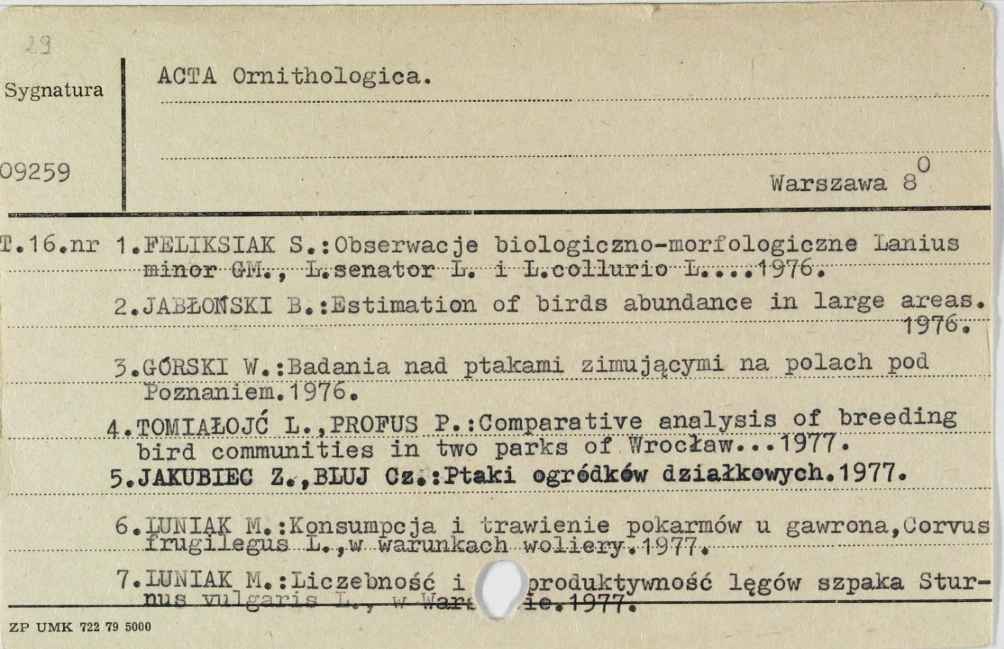 29
Sygnatura
ACTA Ornithologica.
09259
Warszawa 8⁰
T.16.nr 1.FELIKSIAK S.:Obserwacje biologiczno-morfologiczne Lanius
minor GM., L.senator L. i L.collurio L....1976.
2.JABŁOŃSKI B.:Estimation of birds abundance in large areas.
1976.
3.GÓRSKI W.:Badania nad ptakami zimującymi na polach pod
Poznaniem.1976.
4.TOMIAŁOJĆ L.,PROFUS P.:Comparative analysis of breeding
bird communities in two parks of Wrocław...1977.
5.JAKUBIEC Z.,BLUJ Cz.:Ptaki ogródków działkowych.1977.
6.LUNIAK M.:Konsumpcja i trawienie pokarmów u gawrona,Corvus
frugilegus L.,w warunkach woliery.1977.
7.LUNIAK M.:Liczebność i produktywność lęgów szpaka Stur-
nus vulgaris L., w 1977.
ZP UMK 722 79 5000